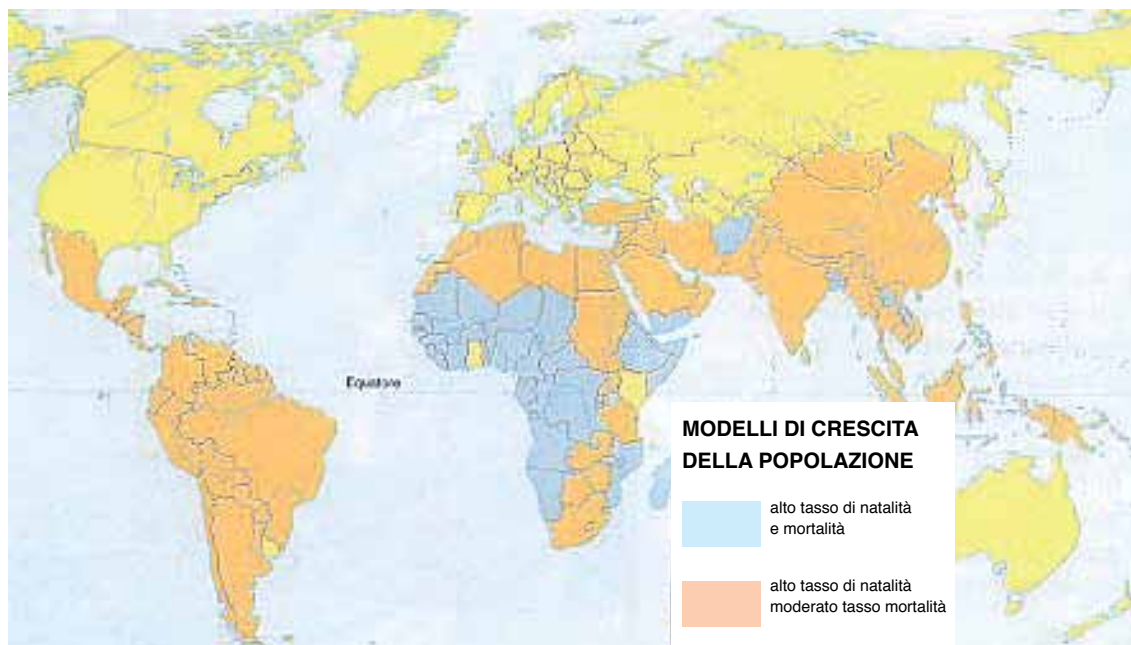 Equatore
MODELLI DI CRESCITA
DELLA POPOLAZIONE
alto tasso di natalità
e mortalità
alto tasso di natalità
moderato tasso mortalità